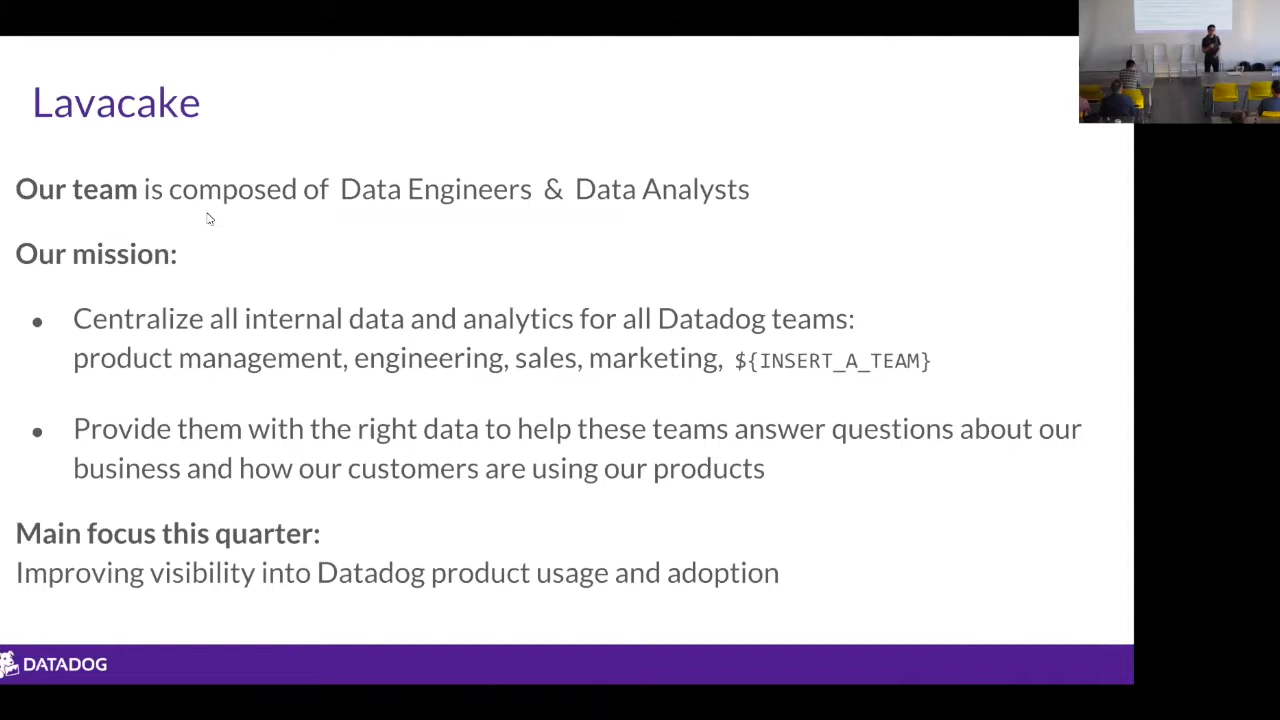 Lavacake
Our team is composed of Data Engineers & Data Analysts
Our mission:
• Centralize all internal data and analytics for all Datadog teams:
product management, engineering, sales, marketing, ${INSERT_A_TEAM}
• Provide them with the right data to help these teams answer questions about our
business and how our customers are using our products
Main focus this quarter:
Improving visibility into Datadog product usage and adoption
DATADOG